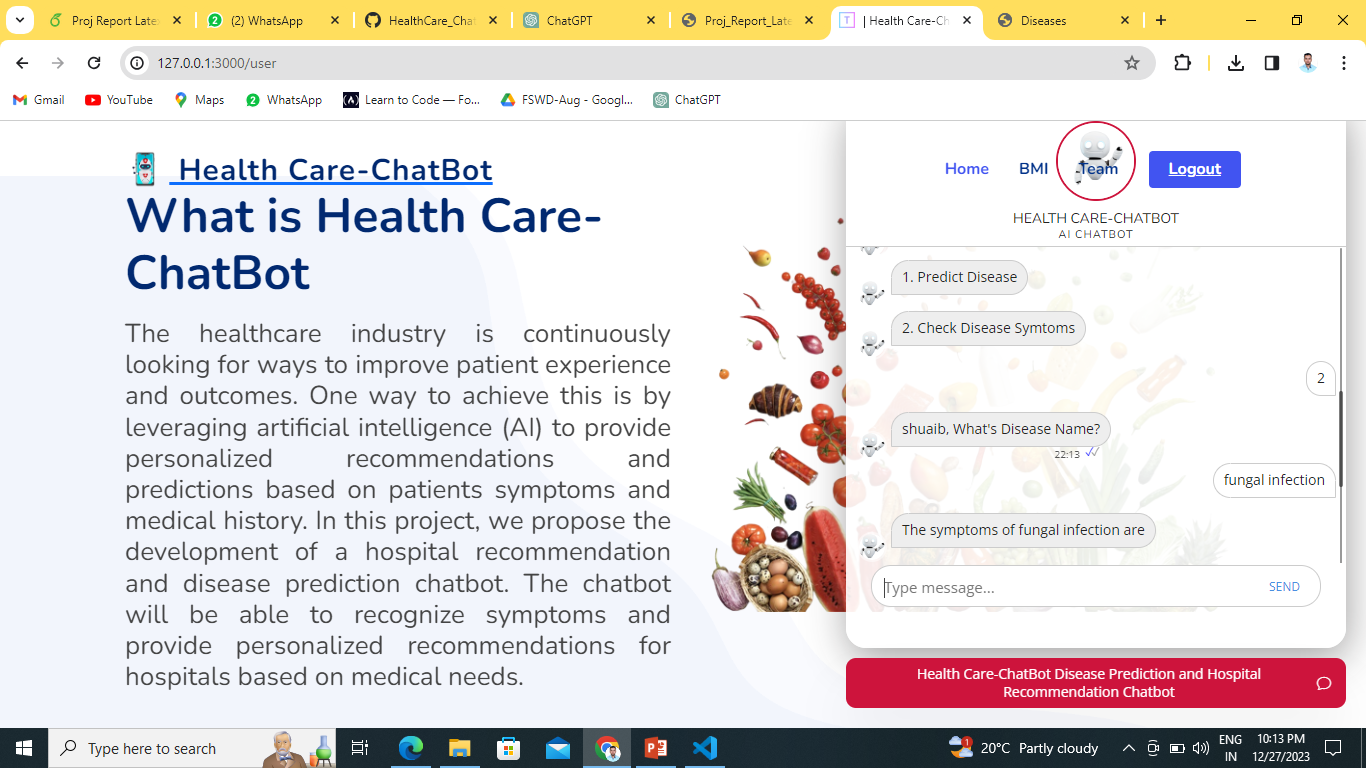 Proj Report Late
(2) WhatsApp
HealthCare_Cha
ChatGPT
Proj_Report_Late
| Health Care-Ch
Diseases
127.0.0.1:3000/user
Gmail
YouTube
Maps
WhatsApp
Learn to Code — Fo...
FSWD-Aug - Googl...
ChatGPT
Health Care-ChatBot
What is Health Care-
ChatBot
The healthcare industry is continuously
looking for ways to improve patient experience
and outcomes. One way to achieve this is by
leveraging artificial intelligence (AI) to provide
personalized recommendations and
predictions based on patients symptoms and
medical history. In this project, we propose the
development of a hospital recommendation
and disease prediction chatbot. The chatbot
will be able to recognize symptoms and
provide personalized recommendations for
hospitals based on medical needs.
Home
BMI
Team
Logout
HEALTH CARE-CHATBOT
AI CHATBOT
1. Predict Disease
2. Check Disease Symtoms
2
shuaib, What's Disease Name?
22:13
fungal infection
The symptoms of fungal infection are
Type message...
SEND
Health Care-ChatBot Disease Prediction and Hospital
Recommendation Chatbot
Type here to search
1
20°C Partly cloudy
ENG
IN
10:13 PM
12/27/2023